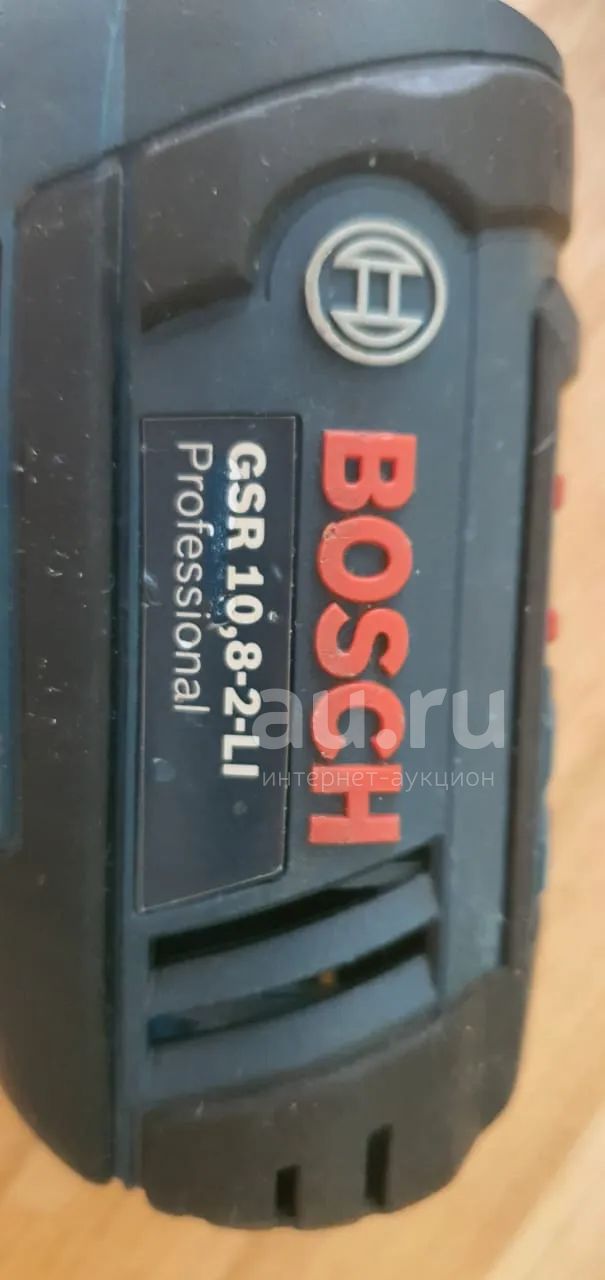 BOSCH
GSR 10,8-2-LI
Professional
au.ru
интернет-аукцион